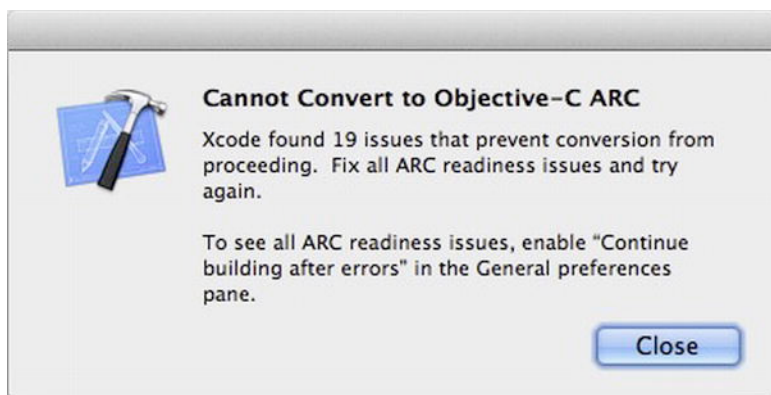 Cannot Convert to Objective-C ARC
Xcode found 19 issues that prevent conversion from
proceeding.  Fix all ARC readiness issues and try
again.
To see all ARC readiness issues, enable “Continue
building after errors” in the General preferences
pane.
Close